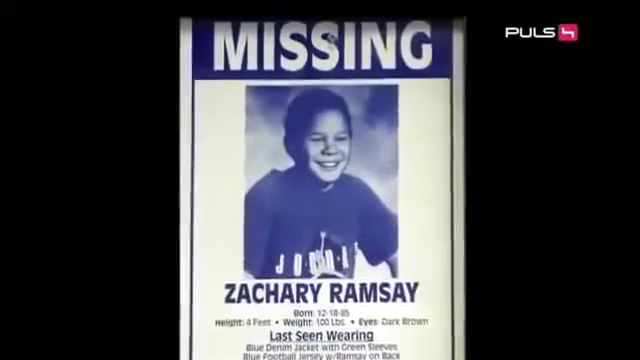 MISSING
PULS 4
JORDAN
ZACHARY RAMSAY
Born: 12-18-85
Height: 4 Feet • Weight: 100 Lbs. • Eyes: Dark Brown
Last Seen Wearing
Blue Denim Jacket with Green Sleeves
Blue Football Jersey w/Ramsay on Back